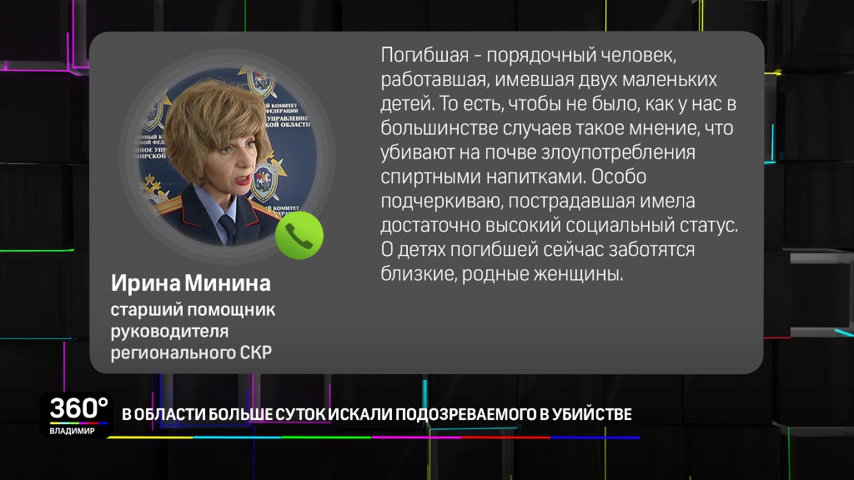 Погибшая - порядочный человек,
работавшая, имевшая двух маленьких
детей. То есть, чтобы не было, как у нас в
большинстве случаев такое мнение, что
убивают на почве злоупотребления
спиртными напитками. Особо
подчеркиваю, пострадавшая имела
достаточно высокий социальный статус.
О детях погибшей сейчас заботятся
близкие, родные женщины.
Ирина Минина
старший помощник
руководителя
регионального СКР
360°
ВЛАДИМИР
В ОБЛАСТИ БОЛЬШЕ СУТОК ИСКАЛИ ПОДОЗРЕВАЕМОГО В УБИЙСТВЕ